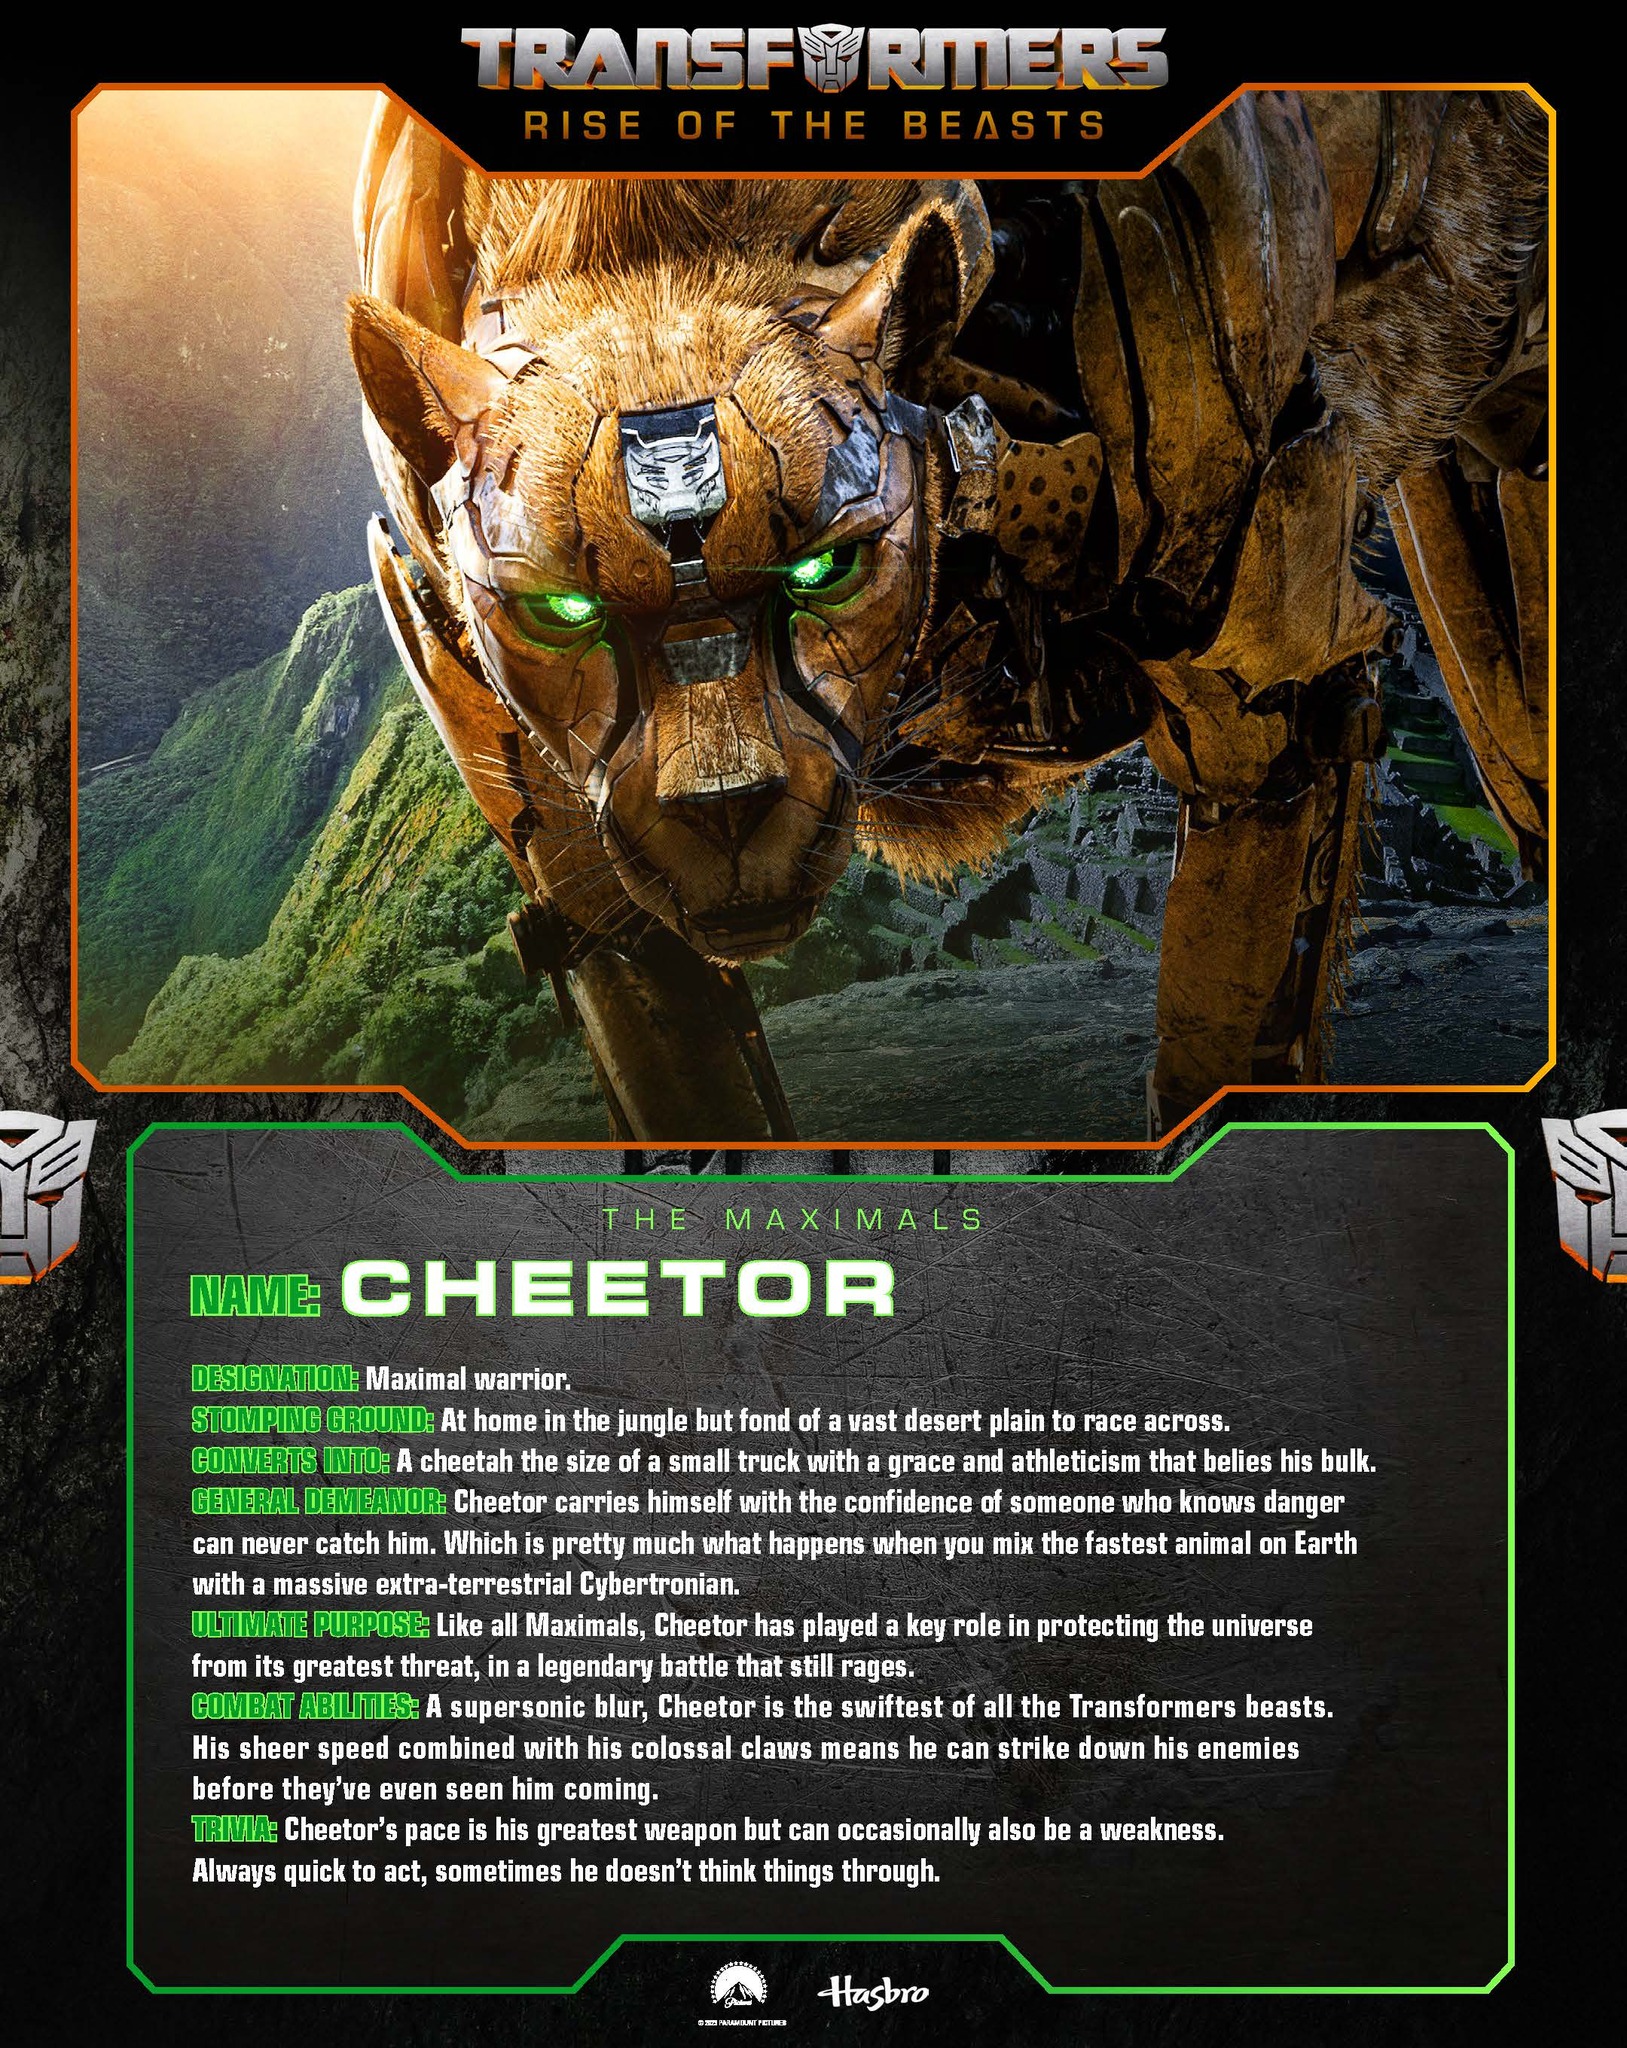 TRANSFORMERS
RISE OF THE BEASTS
THE MAXIMALS
NAME: CHEETOR
DESIGNATION: Maximal warrior.
STOMPING GROUND: At home in the jungle but fond of a vast desert plain to race across.
CONVERTS INTO: A cheetah the size of a small truck with a grace and athleticism that belies his bulk.
GENERAL DEMEANOR: Cheetor carries himself with the confidence of someone who knows danger
can never catch him. Which is pretty much what happens when you mix the fastest animal on Earth
with a massive extra-terrestrial Cybertronian.
ULTIMATE PURPOSE: Like all Maximals, Cheetor has played a key role in protecting the universe
from its greatest threat, in a legendary battle that still rages.
COMBAT ABILITIES: A supersonic blur, Cheetor is the swiftest of all the Transformers beasts.
His sheer speed combined with his colossal claws means he can strike down his enemies
before they've even seen him coming.
TRIVIA: Cheetor's pace is his greatest weapon but can occasionally also be a weakness.
Always quick to act, sometimes he doesn't think things through.
Hasbro
© 2023 PARAMOUNT PICTURES